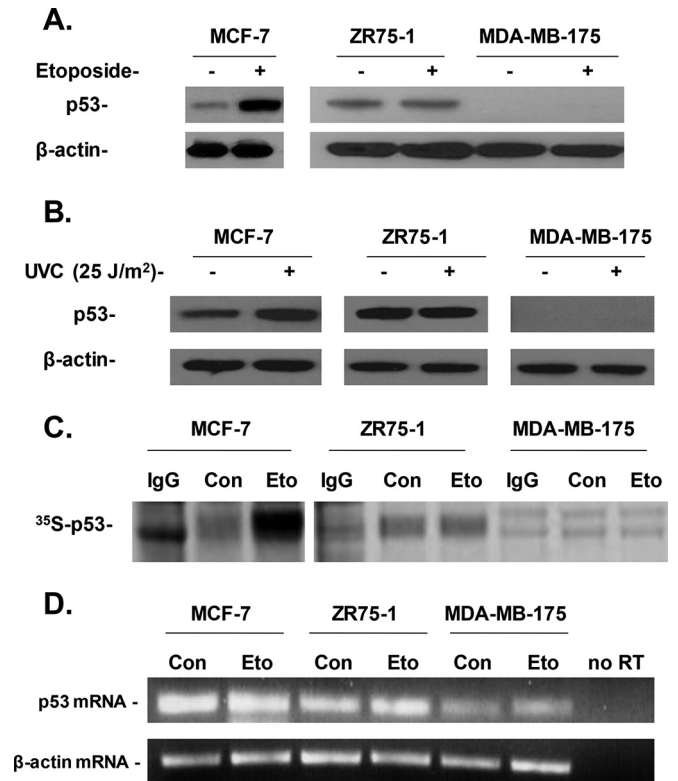 A.
MCF-7 ZR75-1 MDA-MB-175
Etoposide- - + - + - +
p53-
β-actin-
B.
MCF-7 ZR75-1 MDA-MB-175
UVC (25 J/m²)- - + - + - +
p53-
β-actin-
C.
MCF-7 ZR75-1 MDA-MB-175
IgG Con Eto IgG Con Eto IgG Con Eto
³⁵S-p53-
D.
MCF-7 ZR75-1 MDA-MB-175
Con Eto Con Eto Con Eto no RT
p53 mRNA -
β-actin mRNA -